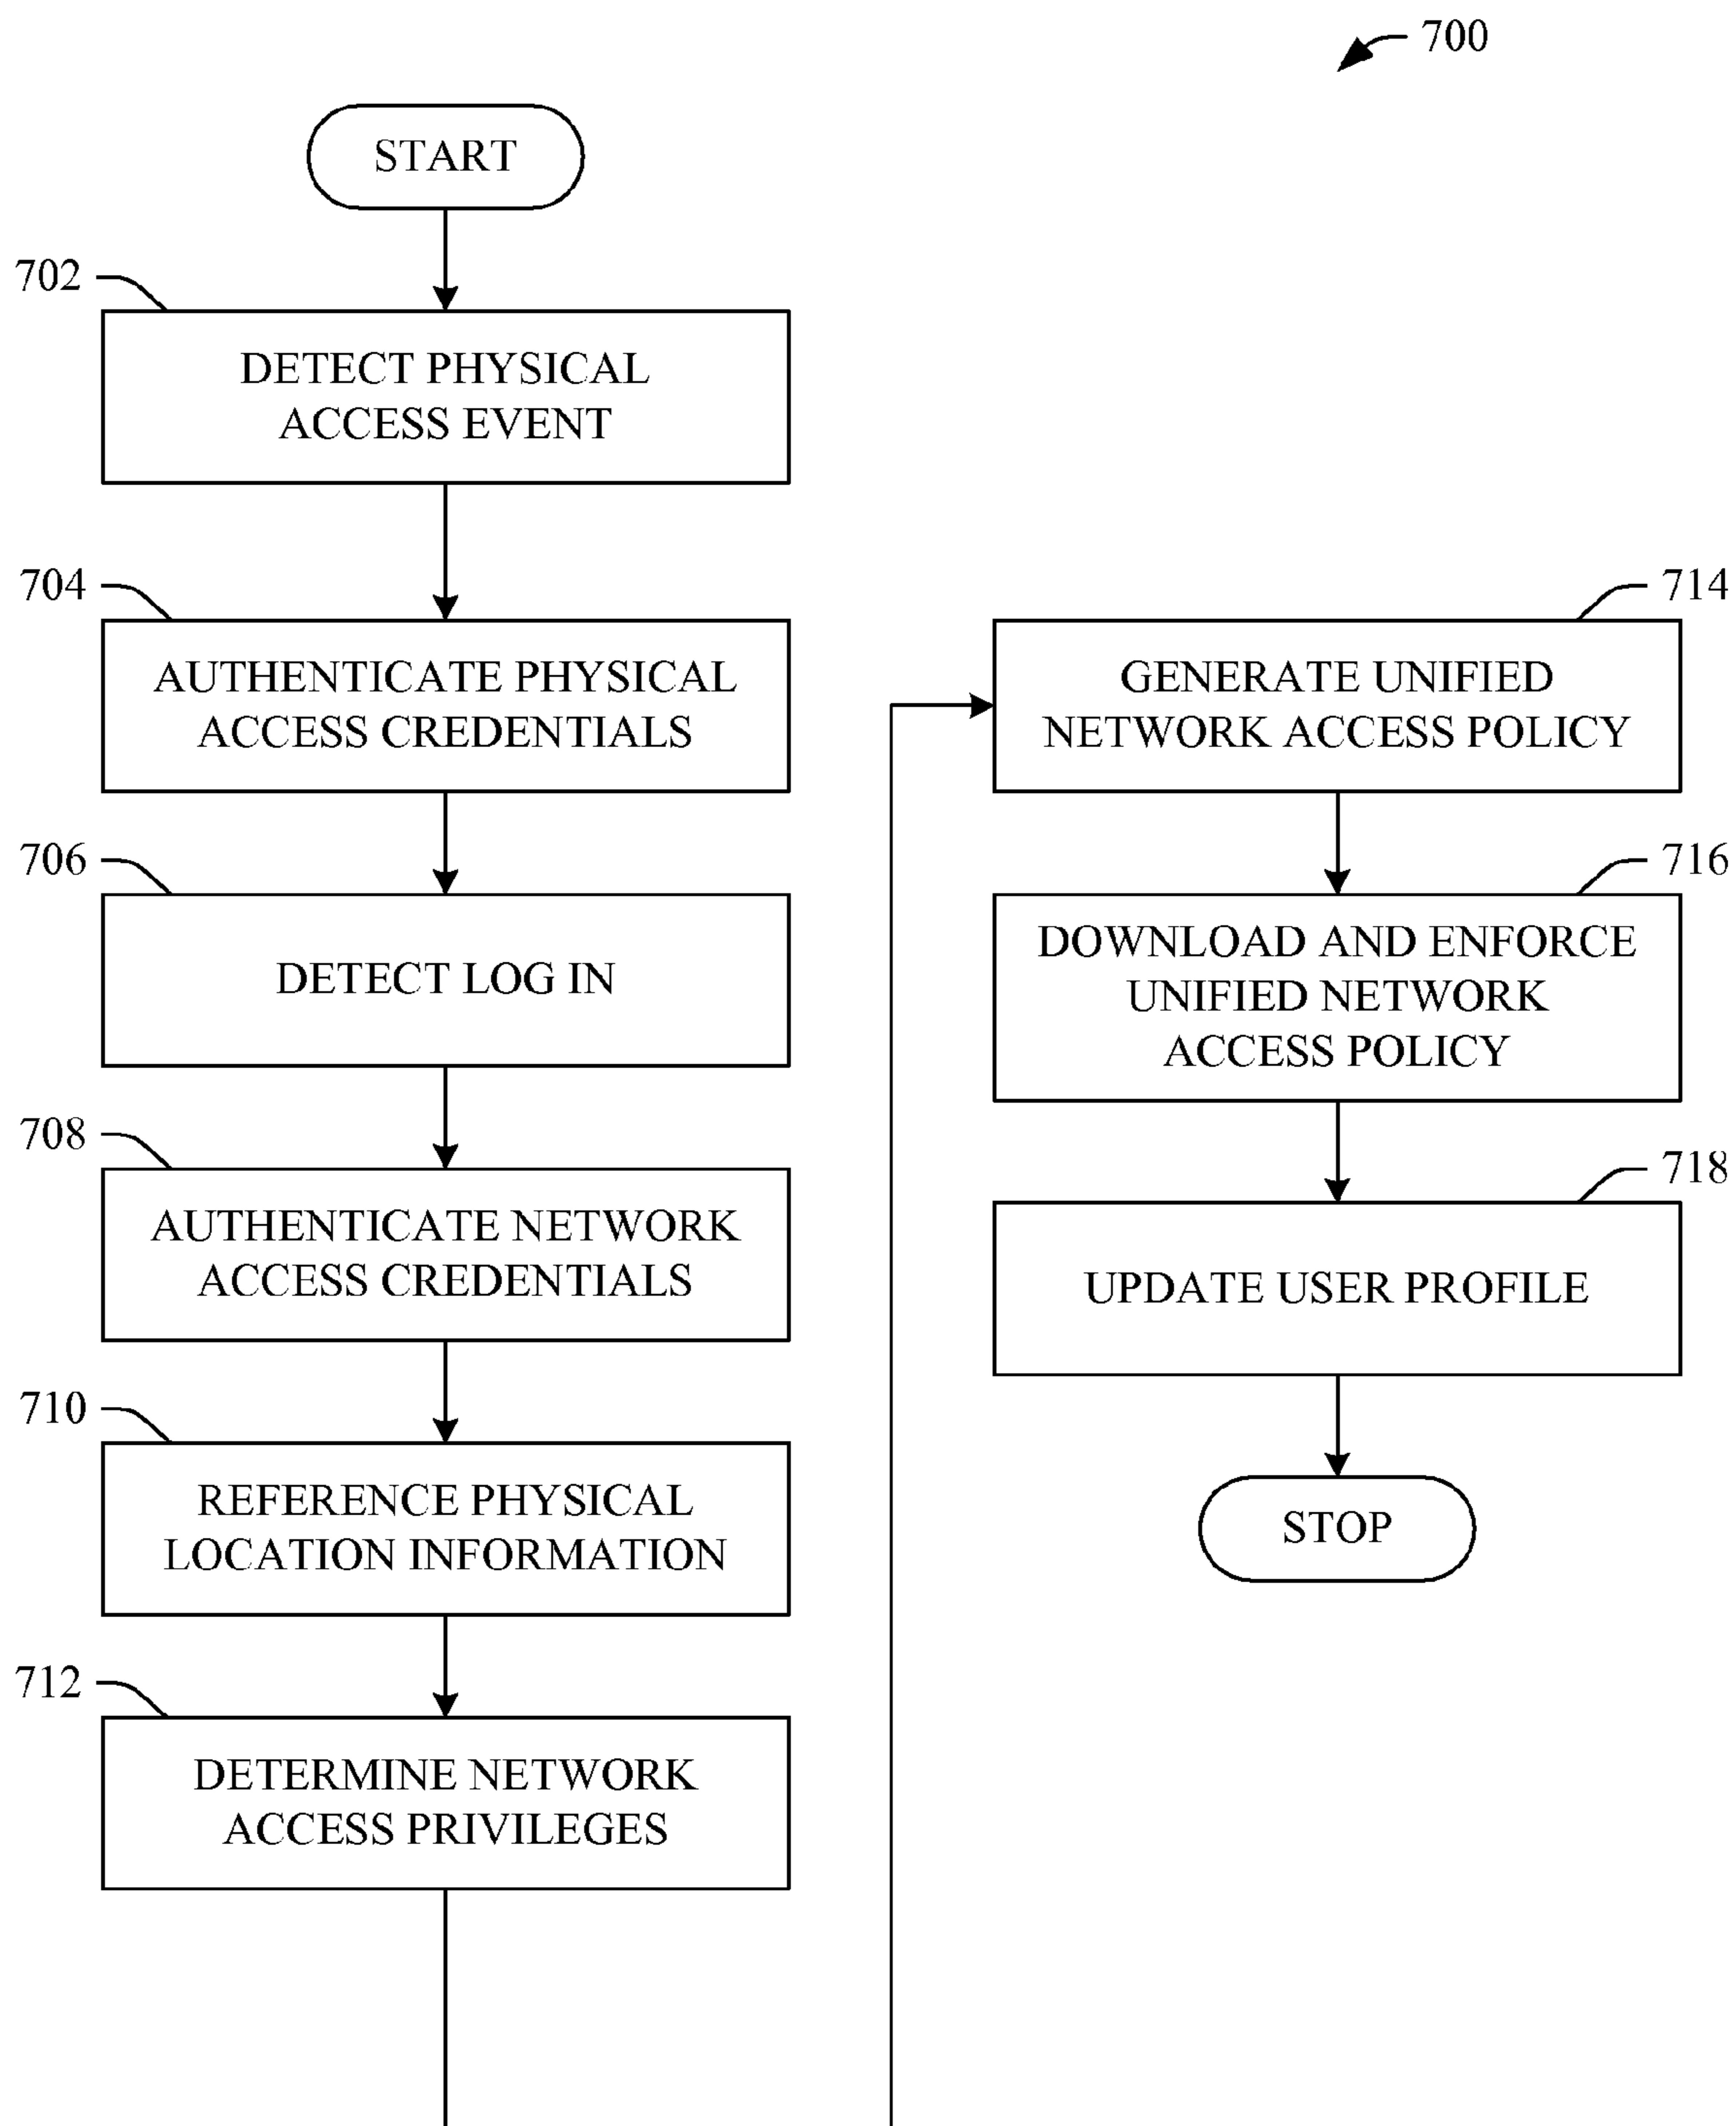 700
START
702
DETECT PHYSICAL
ACCESS EVENT
704
AUTHENTICATE PHYSICAL
ACCESS CREDENTIALS
706
DETECT LOG IN
708
AUTHENTICATE NETWORK
ACCESS CREDENTIALS
710
REFERENCE PHYSICAL
LOCATION INFORMATION
712
DETERMINE NETWORK
ACCESS PRIVILEGES
714
GENERATE UNIFIED
NETWORK ACCESS POLICY
716
DOWNLOAD AND ENFORCE
UNIFIED NETWORK
ACCESS POLICY
718
UPDATE USER PROFILE
STOP